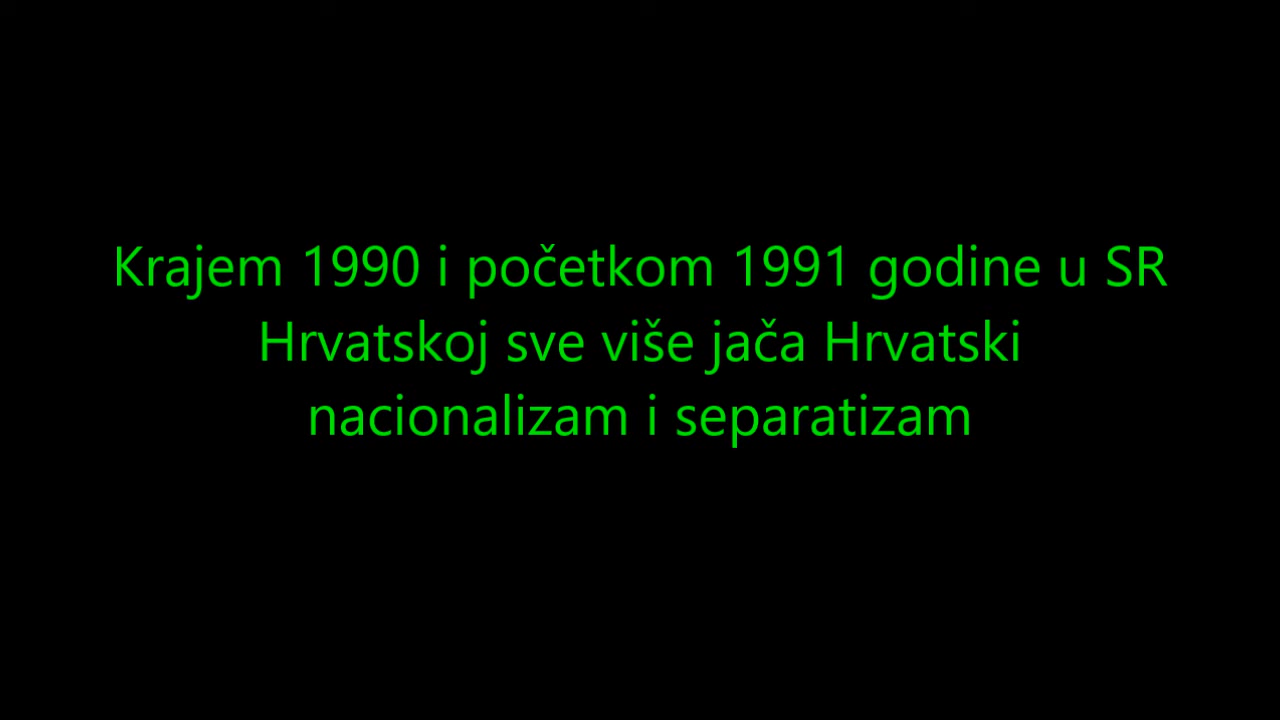 Krajem 1990 i početkom 1991 godine u SR
Hrvatskoj sve više jača Hrvatski
nacionalizam i separatizam